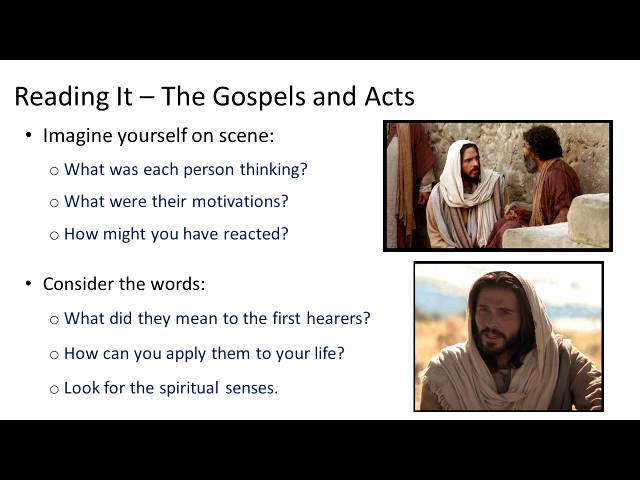 Reading It – The Gospels and Acts
• Imagine yourself on scene:
o What was each person thinking?
o What were their motivations?
o How might you have reacted?
• Consider the words:
o What did they mean to the first hearers?
o How can you apply them to your life?
o Look for the spiritual senses.